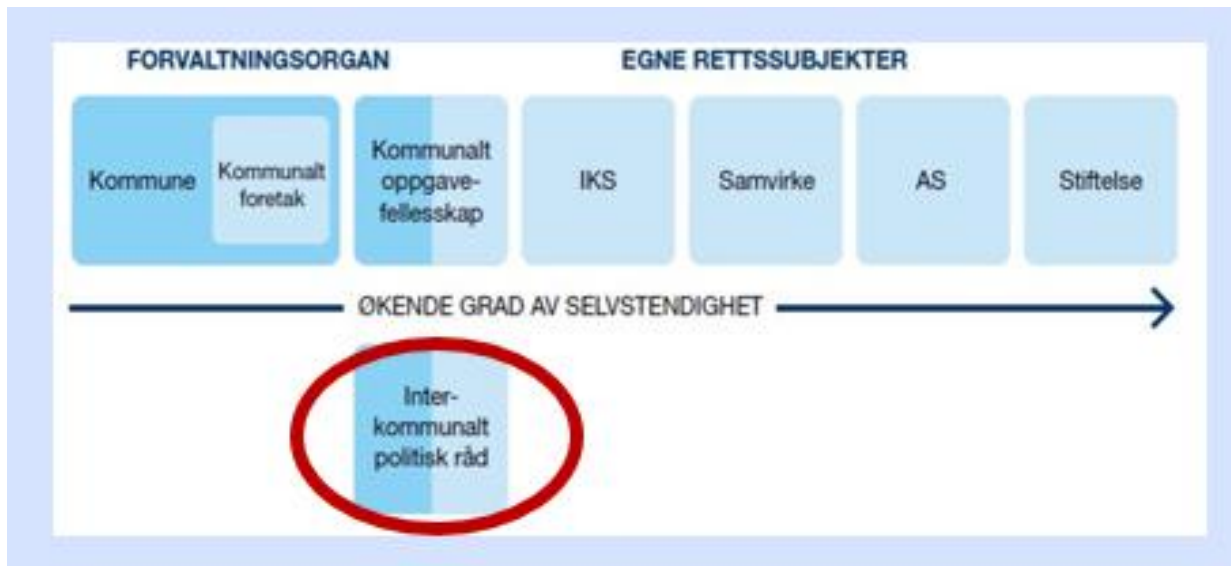 FORVALTNINGSORGAN
EGNE RETTSSUBJEKTER
Kommune
Kommunalt
foretak
Kommunalt
oppgave-
fellesskap
IKS
Samvirke
AS
Stiftelse
ØKENDE GRAD AV SELVSTENDIGHET
Inter-
kommunalt
politisk råd